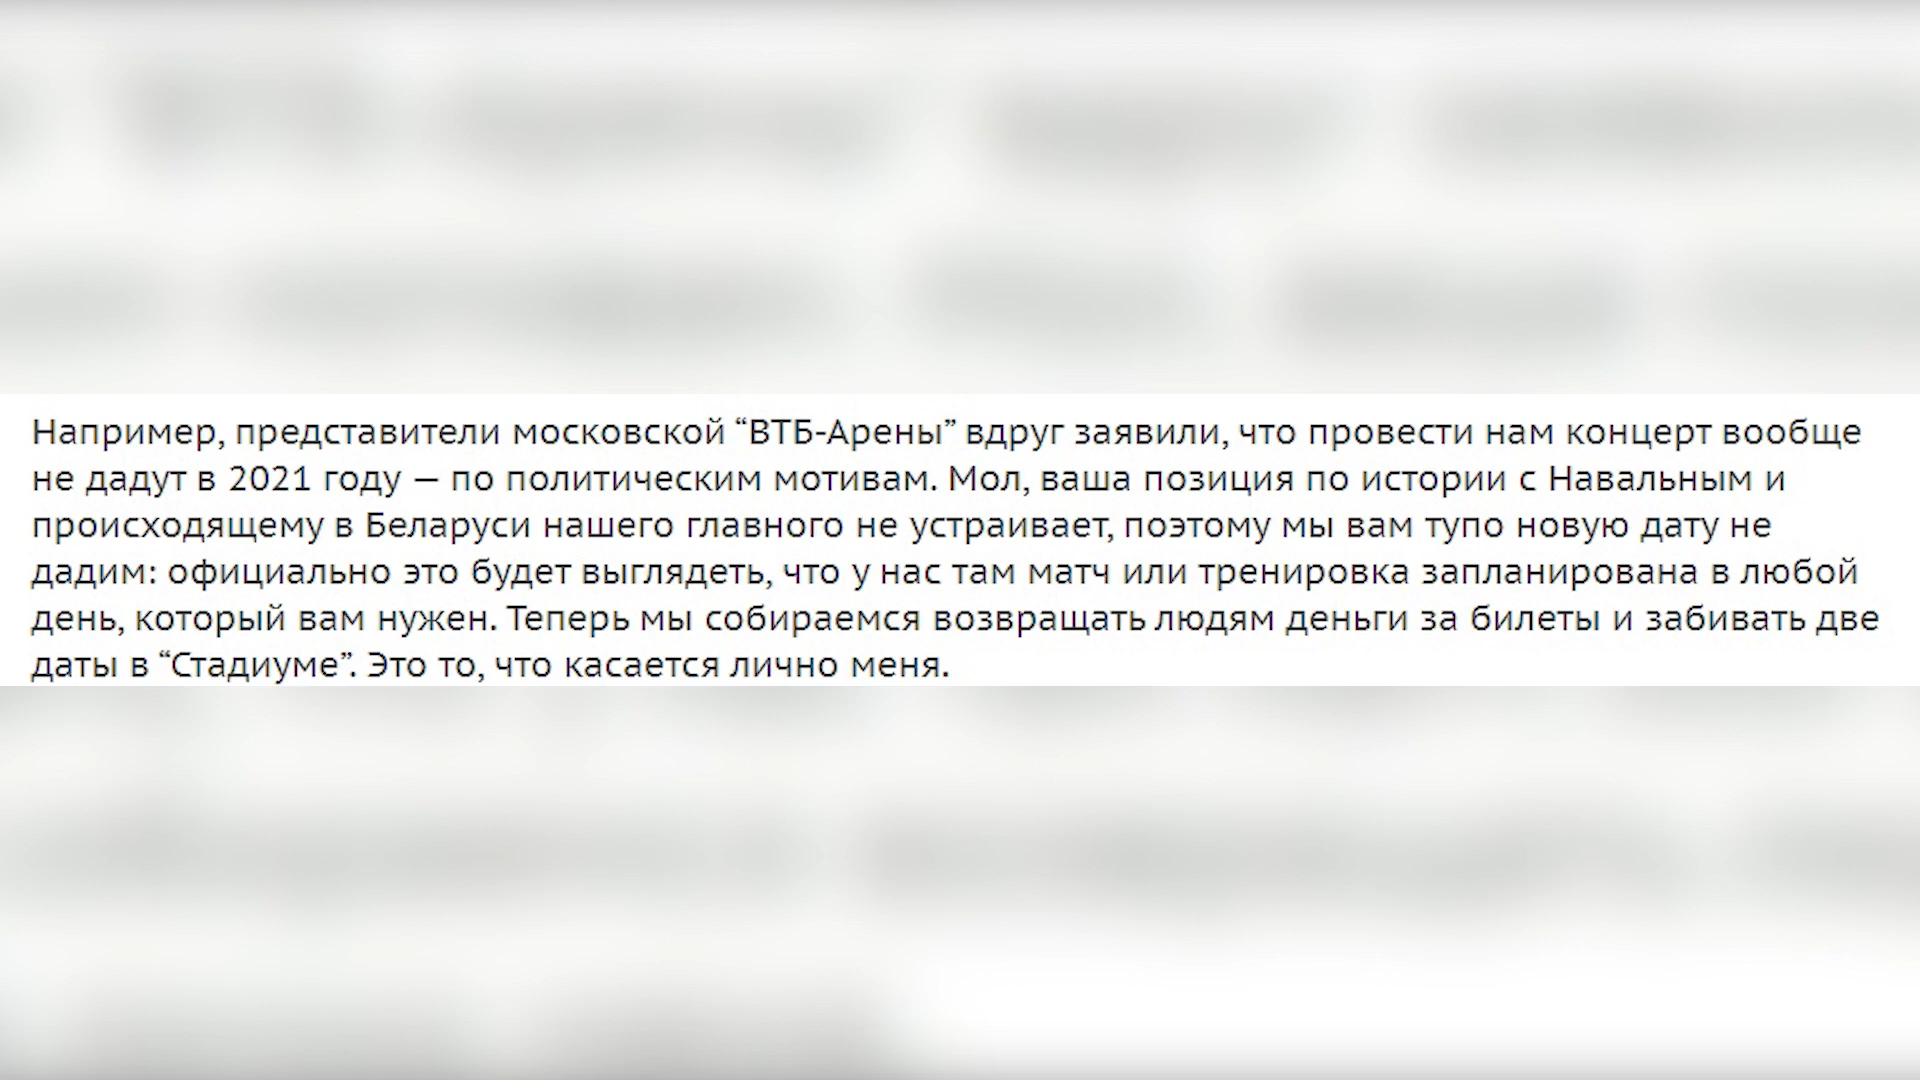 Например, представители московской “ВТБ-Арены” вдруг заявили, что провести нам концерт вообще
не дадут в 2021 году — по политическим мотивам. Мол, ваша позиция по истории с Навальным и
происходящему в Беларуси нашего главного не устраивает, поэтому мы вам тупо новую дату не
дадим: официально это будет выглядеть, что у нас там матч или тренировка запланирована в любой
день, который вам нужен. Теперь мы собираемся возвращать людям деньги за билеты и забивать две
даты в “Стадиуме”. Это то, что касается лично меня.